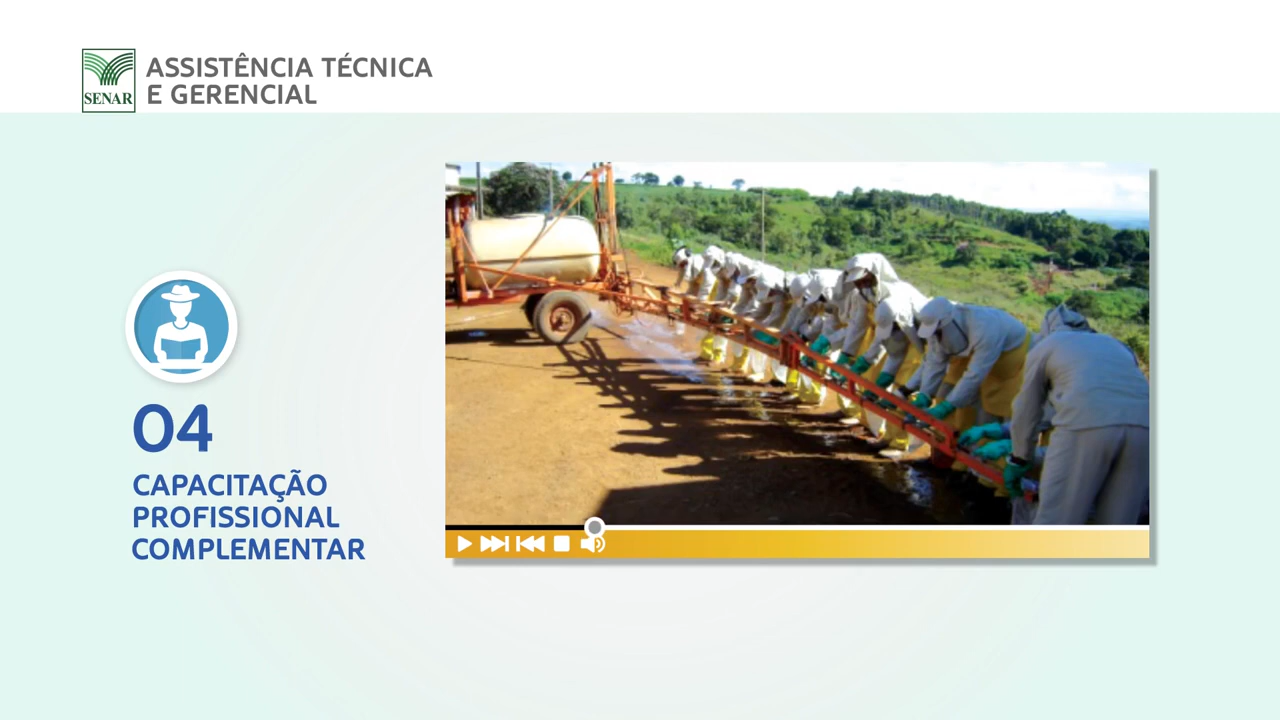 SENAR
ASSISTÊNCIA TÉCNICA
E GERENCIAL
04
CAPACITAÇÃO
PROFISSIONAL
COMPLEMENTAR